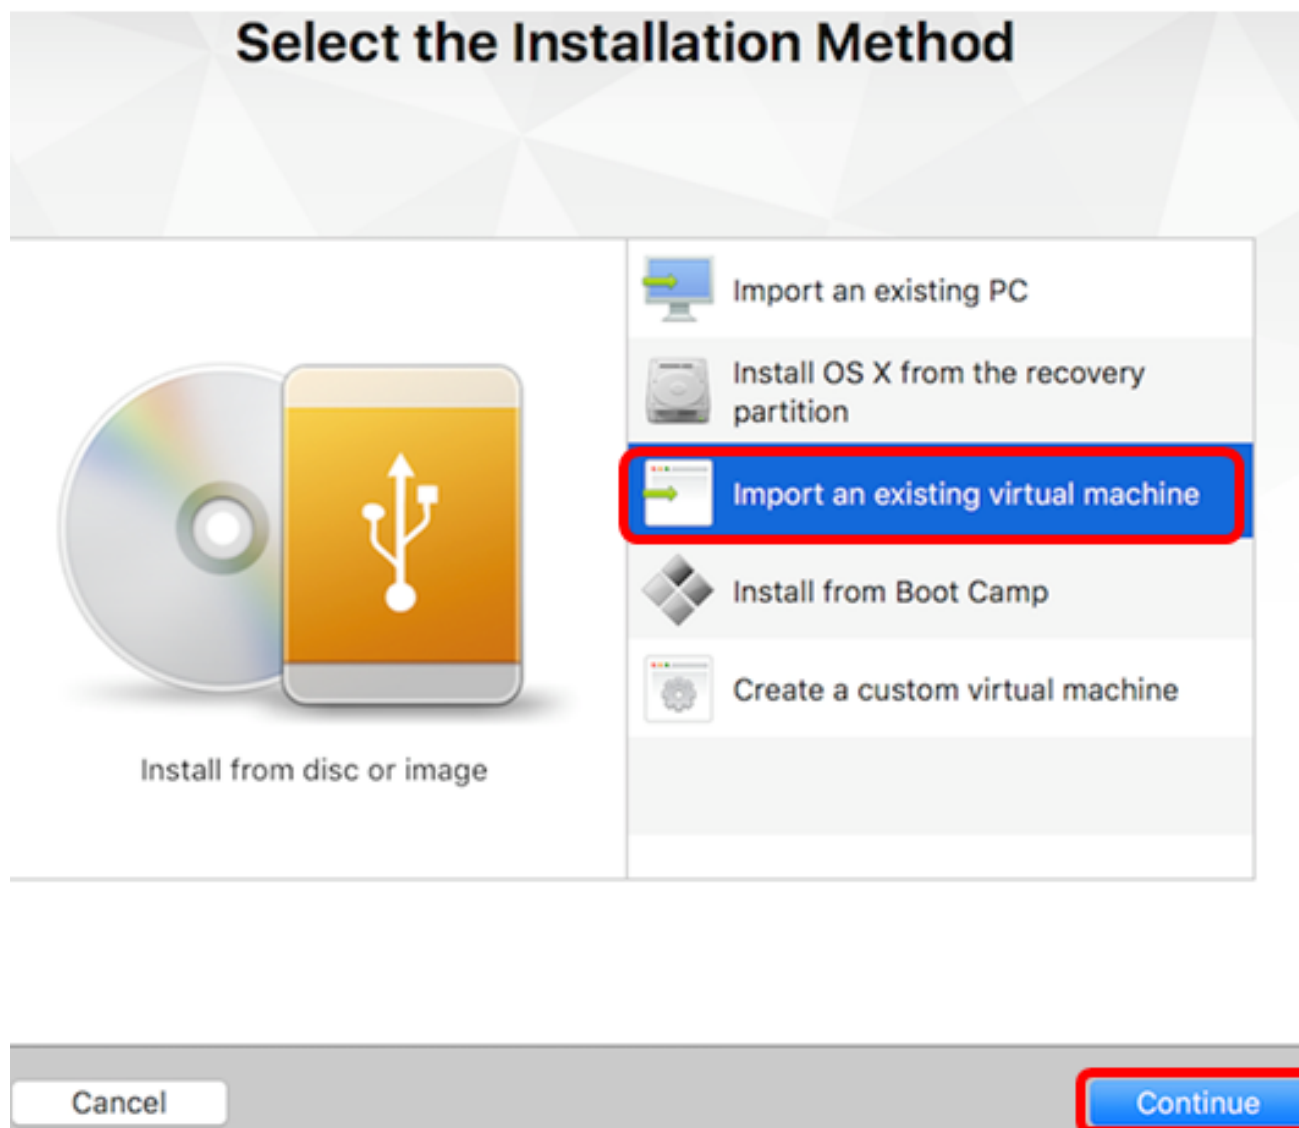 Select the Installation Method
Import an existing PC
Install OS X from the recovery
partition
Import an existing virtual machine
Install from Boot Camp
Create a custom virtual machine
Install from disc or image
Cancel
Continue